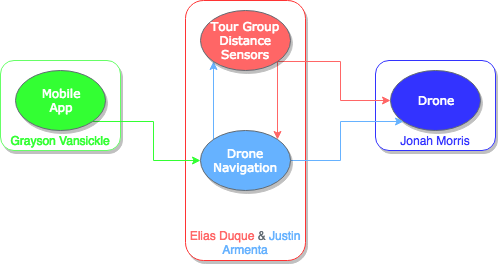 Tour Group
Distance
Sensors
Mobile
App
Grayson Vansickle
Drone
Jonah Morris
Drone
Navigation
Elias Duque & Justin
Armenta